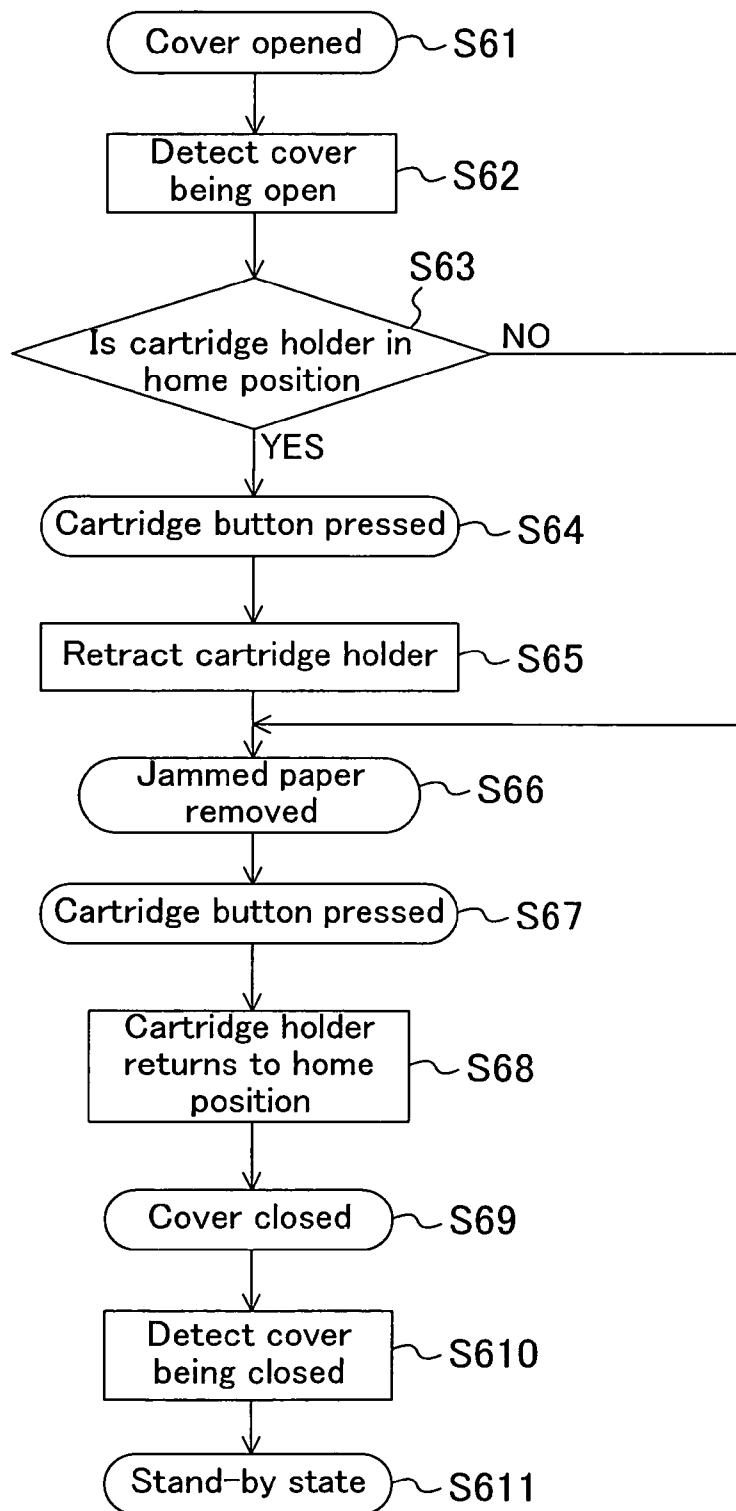 Cover opened
S61
Detect cover
being open
S62
S63
Is cartridge holder in
home position
NO
YES
Cartridge button pressed
S64
Retract cartridge holder
S65
Jammed paper
removed
S66
Cartridge button pressed
S67
Cartridge holder
returns to home
position
S68
Cover closed
S69
Detect cover
being closed
S610
Stand-by state
S611